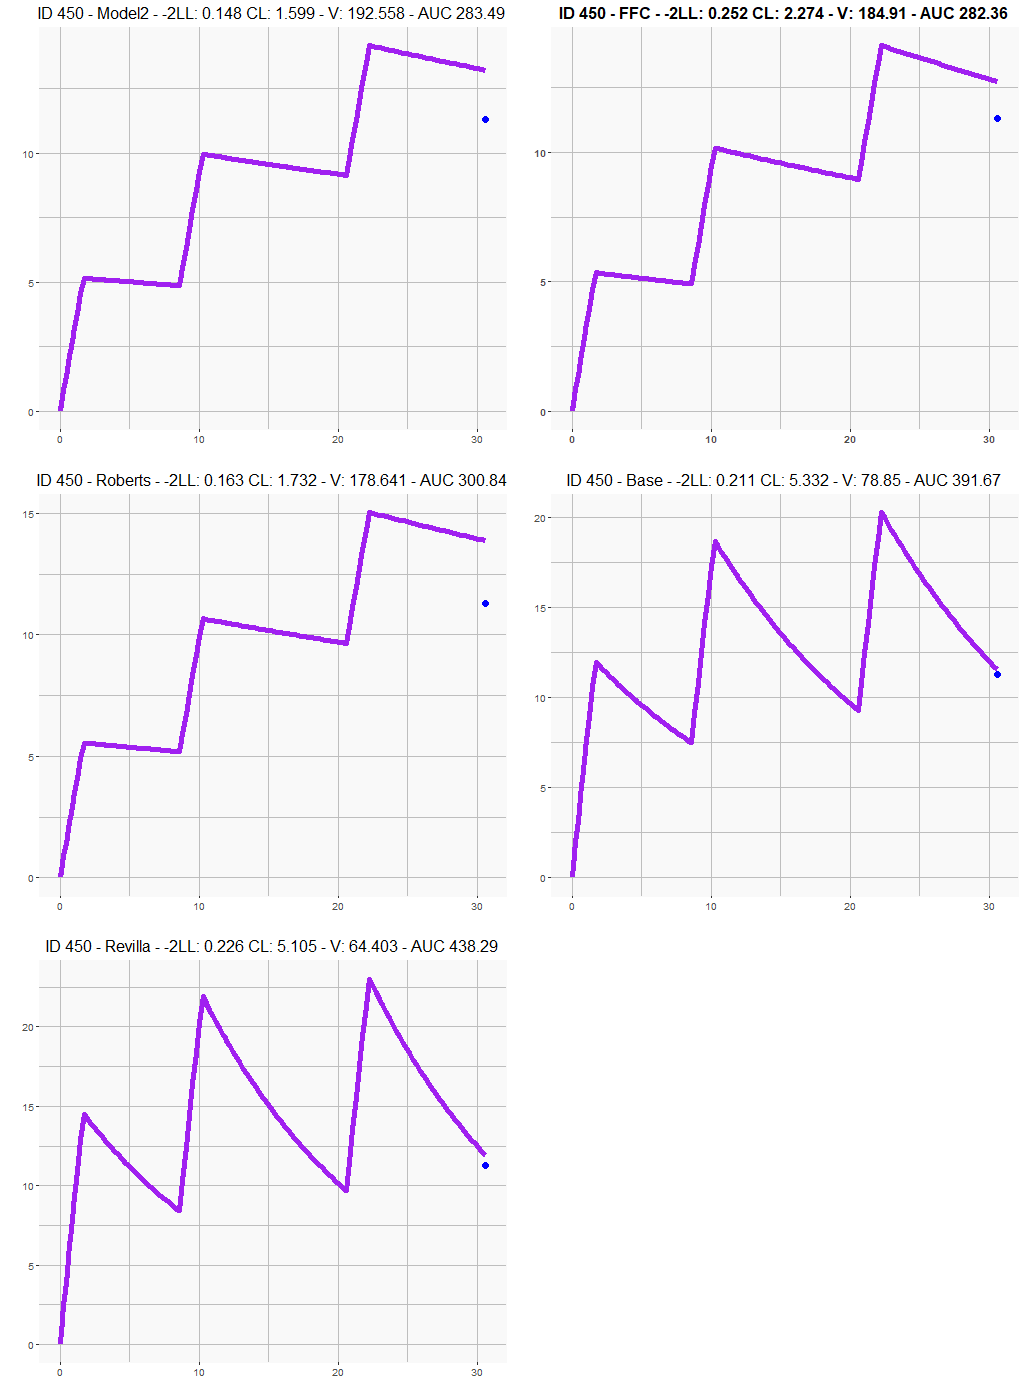 ID 450 - Model2 - -2LL: 0.148 CL: 1.599 - V: 192.558 - AUC 283.49
10
5
0
0 10 20 30
ID 450 - FFC - -2LL: 0.252 CL: 2.274 - V: 184.91 - AUC 282.36
10
5
0
0 10 20 30
ID 450 - Roberts - -2LL: 0.163 CL: 1.732 - V: 178.641 - AUC 300.84
15
10
5
0
0 10 20 30
ID 450 - Base - -2LL: 0.211 CL: 5.332 - V: 78.85 - AUC 391.67
20
15
10
5
0
0 10 20 30
ID 450 - Revilla - -2LL: 0.226 CL: 5.105 - V: 64.403 - AUC 438.29
20
15
10
5
0
0 10 20 30